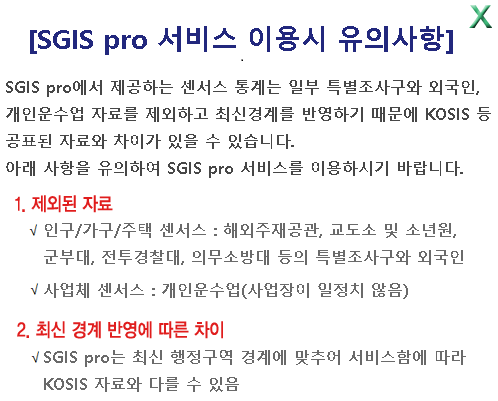 X
[SGIS pro 서비스 이용시 유의사항]
SGIS pro에서 제공하는 센서스 통계는 일부 특별조사구와 외국인,
개인운수업 자료를 제외하고 최신경계를 반영하기 때문에 KOSIS 등
공표된 자료와 차이가 있을 수 있습니다.
아래 사항을 유의하여 SGIS pro 서비스를 이용하시기 바랍니다.
1. 제외된 자료
√ 인구/가구/주택 센서스 : 해외주재공관, 교도소 및 소년원,
군부대, 전투경찰대, 의무소방대 등의 특별조사구와 외국인
√ 사업체 센서스 : 개인운수업(사업장이 일정치 않음)
2. 최신 경계 반영에 따른 차이
√ SGIS pro는 최신 행정구역 경계에 맞추어 서비스함에 따라
KOSIS 자료와 다를 수 있음